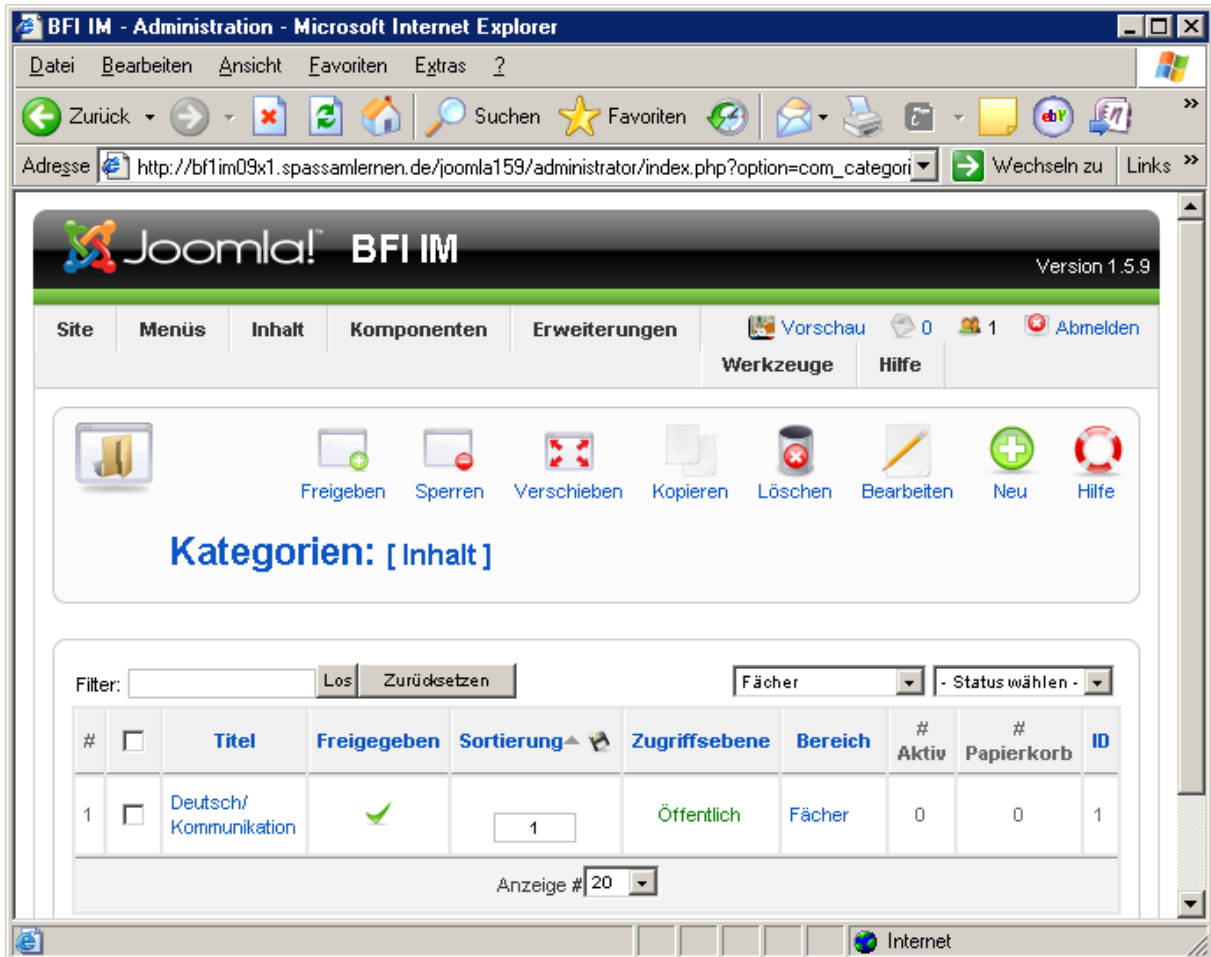 BFI IM - Administration - Microsoft Internet Explorer
Datei Bearbeiten Ansicht Favoriten Extras ?
Zurück Suchen Favoriten ebY »
Adresse http://bf1im09x1.spassamlernen.de/joomla159/administrator/index.php?option=com_categori Wechseln zu Links »
Joomla!™ BFI IM
Version 1.5.9
Site Menüs Inhalt Komponenten Erweiterungen Vorschau 0 1 Abmelden
Werkzeuge Hilfe
Freigeben Sperren Verschieben Kopieren Löschen Bearbeiten Neu Hilfe
Kategorien: [ Inhalt ]
Filter: Los Zurücksetzen Fächer - Status wählen -
# Titel Freigegeben Sortierung Zugriffsebene Bereich # Aktiv # Papierkorb ID
1 Deutsch/ Kommunikation 1 Öffentlich Fächer 0 0 1
Anzeige # 20
Internet